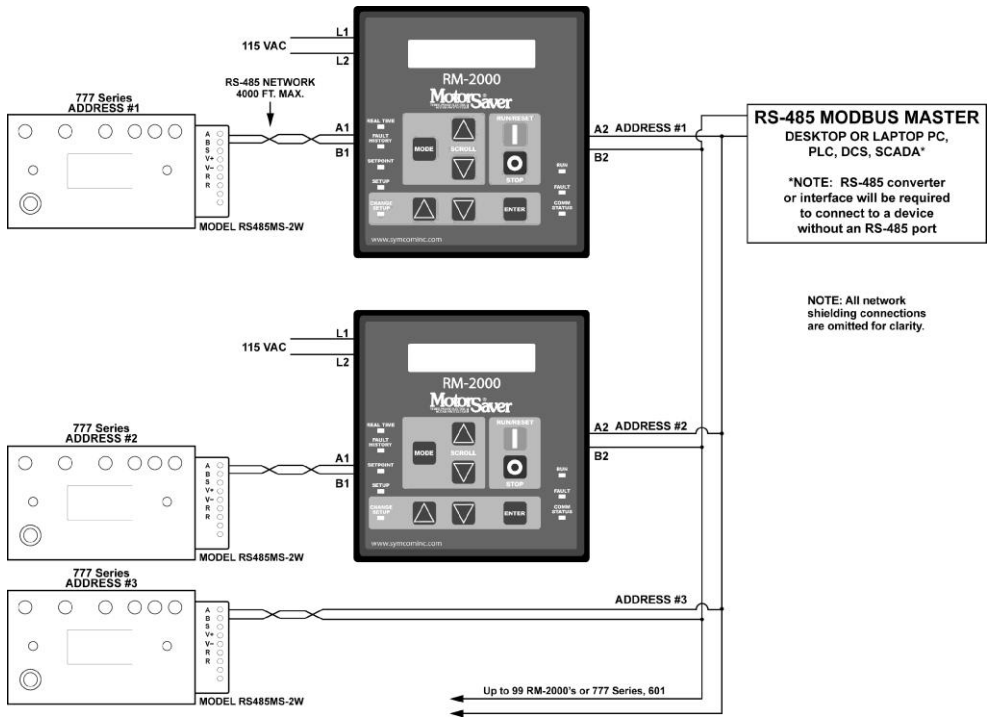 L1
115 VAC
L2
RS-485 NETWORK
4000 FT. MAX.
777 Series
ADDRESS #1
A
B
S
V+
V–
R
R
MODEL RS485MS-2W
A1
B1
RM-2000
MotorSaver®
REAL TIME
FAULT
HISTORY
SETPOINT
SETUP
CHANGE
SETUP
MODE
SCROLL
RUN/RESET
STOP
RUN
FAULT
COMM
STATUS
ENTER
www.symcominc.com
A2 ADDRESS #1
B2
RS-485 MODBUS MASTER
DESKTOP OR LAPTOP PC,
PLC, DCS, SCADA*
*NOTE: RS-485 converter
or interface will be required
to connect to a device
without an RS-485 port
NOTE: All network
shielding connections
are omitted for clarity.
L1
115 VAC
L2
777 Series
ADDRESS #2
A
B
S
V+
V–
R
R
MODEL RS485MS-2W
A1
B1
RM-2000
MotorSaver®
REAL TIME
FAULT
HISTORY
SETPOINT
SETUP
CHANGE
SETUP
MODE
SCROLL
RUN/RESET
STOP
RUN
FAULT
COMM
STATUS
ENTER
www.symcominc.com
A2 ADDRESS #2
B2
777 Series
ADDRESS #3
A
B
S
V+
V–
R
R
MODEL RS485MS-2W
ADDRESS #3
Up to 99 RM-2000's or 777 Series, 601